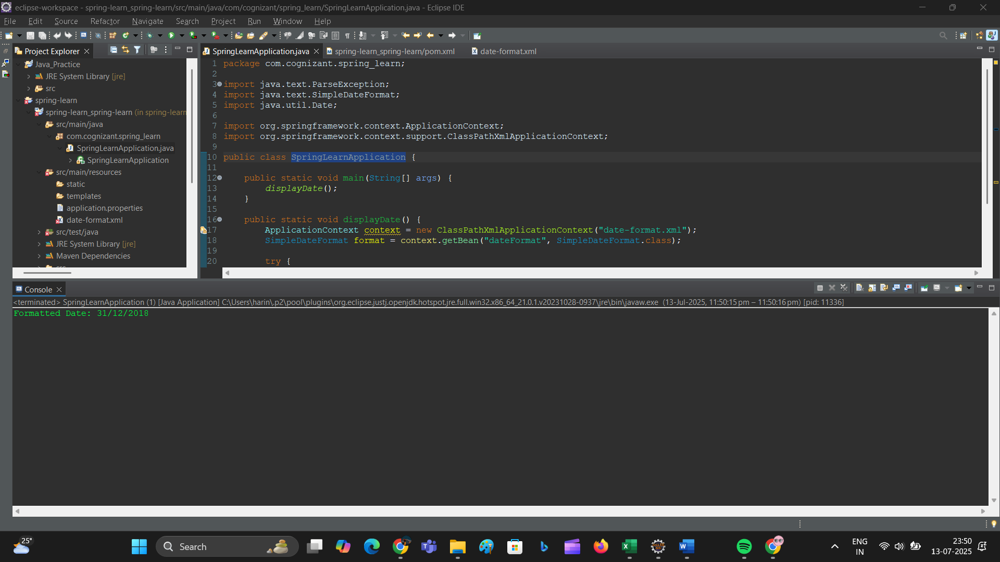 eclipse-workspace - spring-learn_spring-learn/src/main/java/com/cognizant/spring_learn/SpringLearnApplication.java - Eclipse IDE
File Edit Source Refactor Navigate Search Project Run Window Help
Project Explorer
Java_Practice
JRE System Library [jre]
src
spring-learn
spring-learn_spring-learn (in spring-learn
src/main/java
com.cognizant.spring_learn
SpringLearnApplication.java
SpringLearnApplication
src/main/resources
static
templates
application.properties
date-format.xml
src/test/java
JRE System Library [jre]
Maven Dependencies
SpringLearnApplication.java spring-learn_spring-learn/pom.xml date-format.xml
1 package com.cognizant.spring_learn;
2
3 import java.text.ParseException;
4 import java.text.SimpleDateFormat;
5 import java.util.Date;
6
7 import org.springframework.context.ApplicationContext;
8 import org.springframework.context.support.ClassPathXmlApplicationContext;
9
10 public class SpringLearnApplication {
11
12 public static void main(String[] args) {
13 displayDate();
14 }
15
16 public static void displayDate() {
17 ApplicationContext context = new ClassPathXmlApplicationContext("date-format.xml");
18 SimpleDateFormat format = context.getBean("dateFormat", SimpleDateFormat.class);
19
20 try {
Console
<terminated> SpringLearnApplication (1) [Java Application] C:\Users\harin\.p2\pool\plugins\org.eclipse.justj.openjdk.hotspot.jre.full.win32.x86_64_21.0.1.v20231028-0937\jre\bin\javaw.exe (13-Jul-2025, 11:50:15 pm – 11:50:16 pm) [pid: 11336]
Formatted Date: 31/12/2018
25°
Search
ENG
IN
23:50
13-07-2025